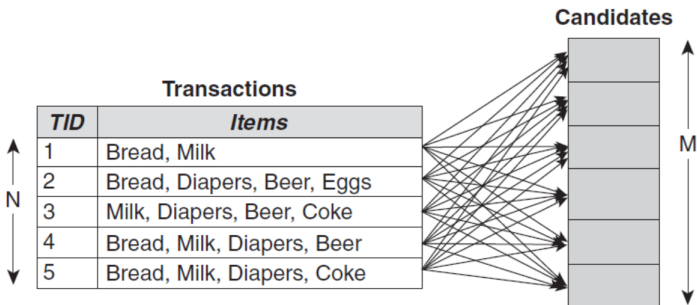 Candidates
Transactions
TID Items
1 Bread, Milk
2 Bread, Diapers, Beer, Eggs
3 Milk, Diapers, Beer, Coke
4 Bread, Milk, Diapers, Beer
5 Bread, Milk, Diapers, Coke
N
M